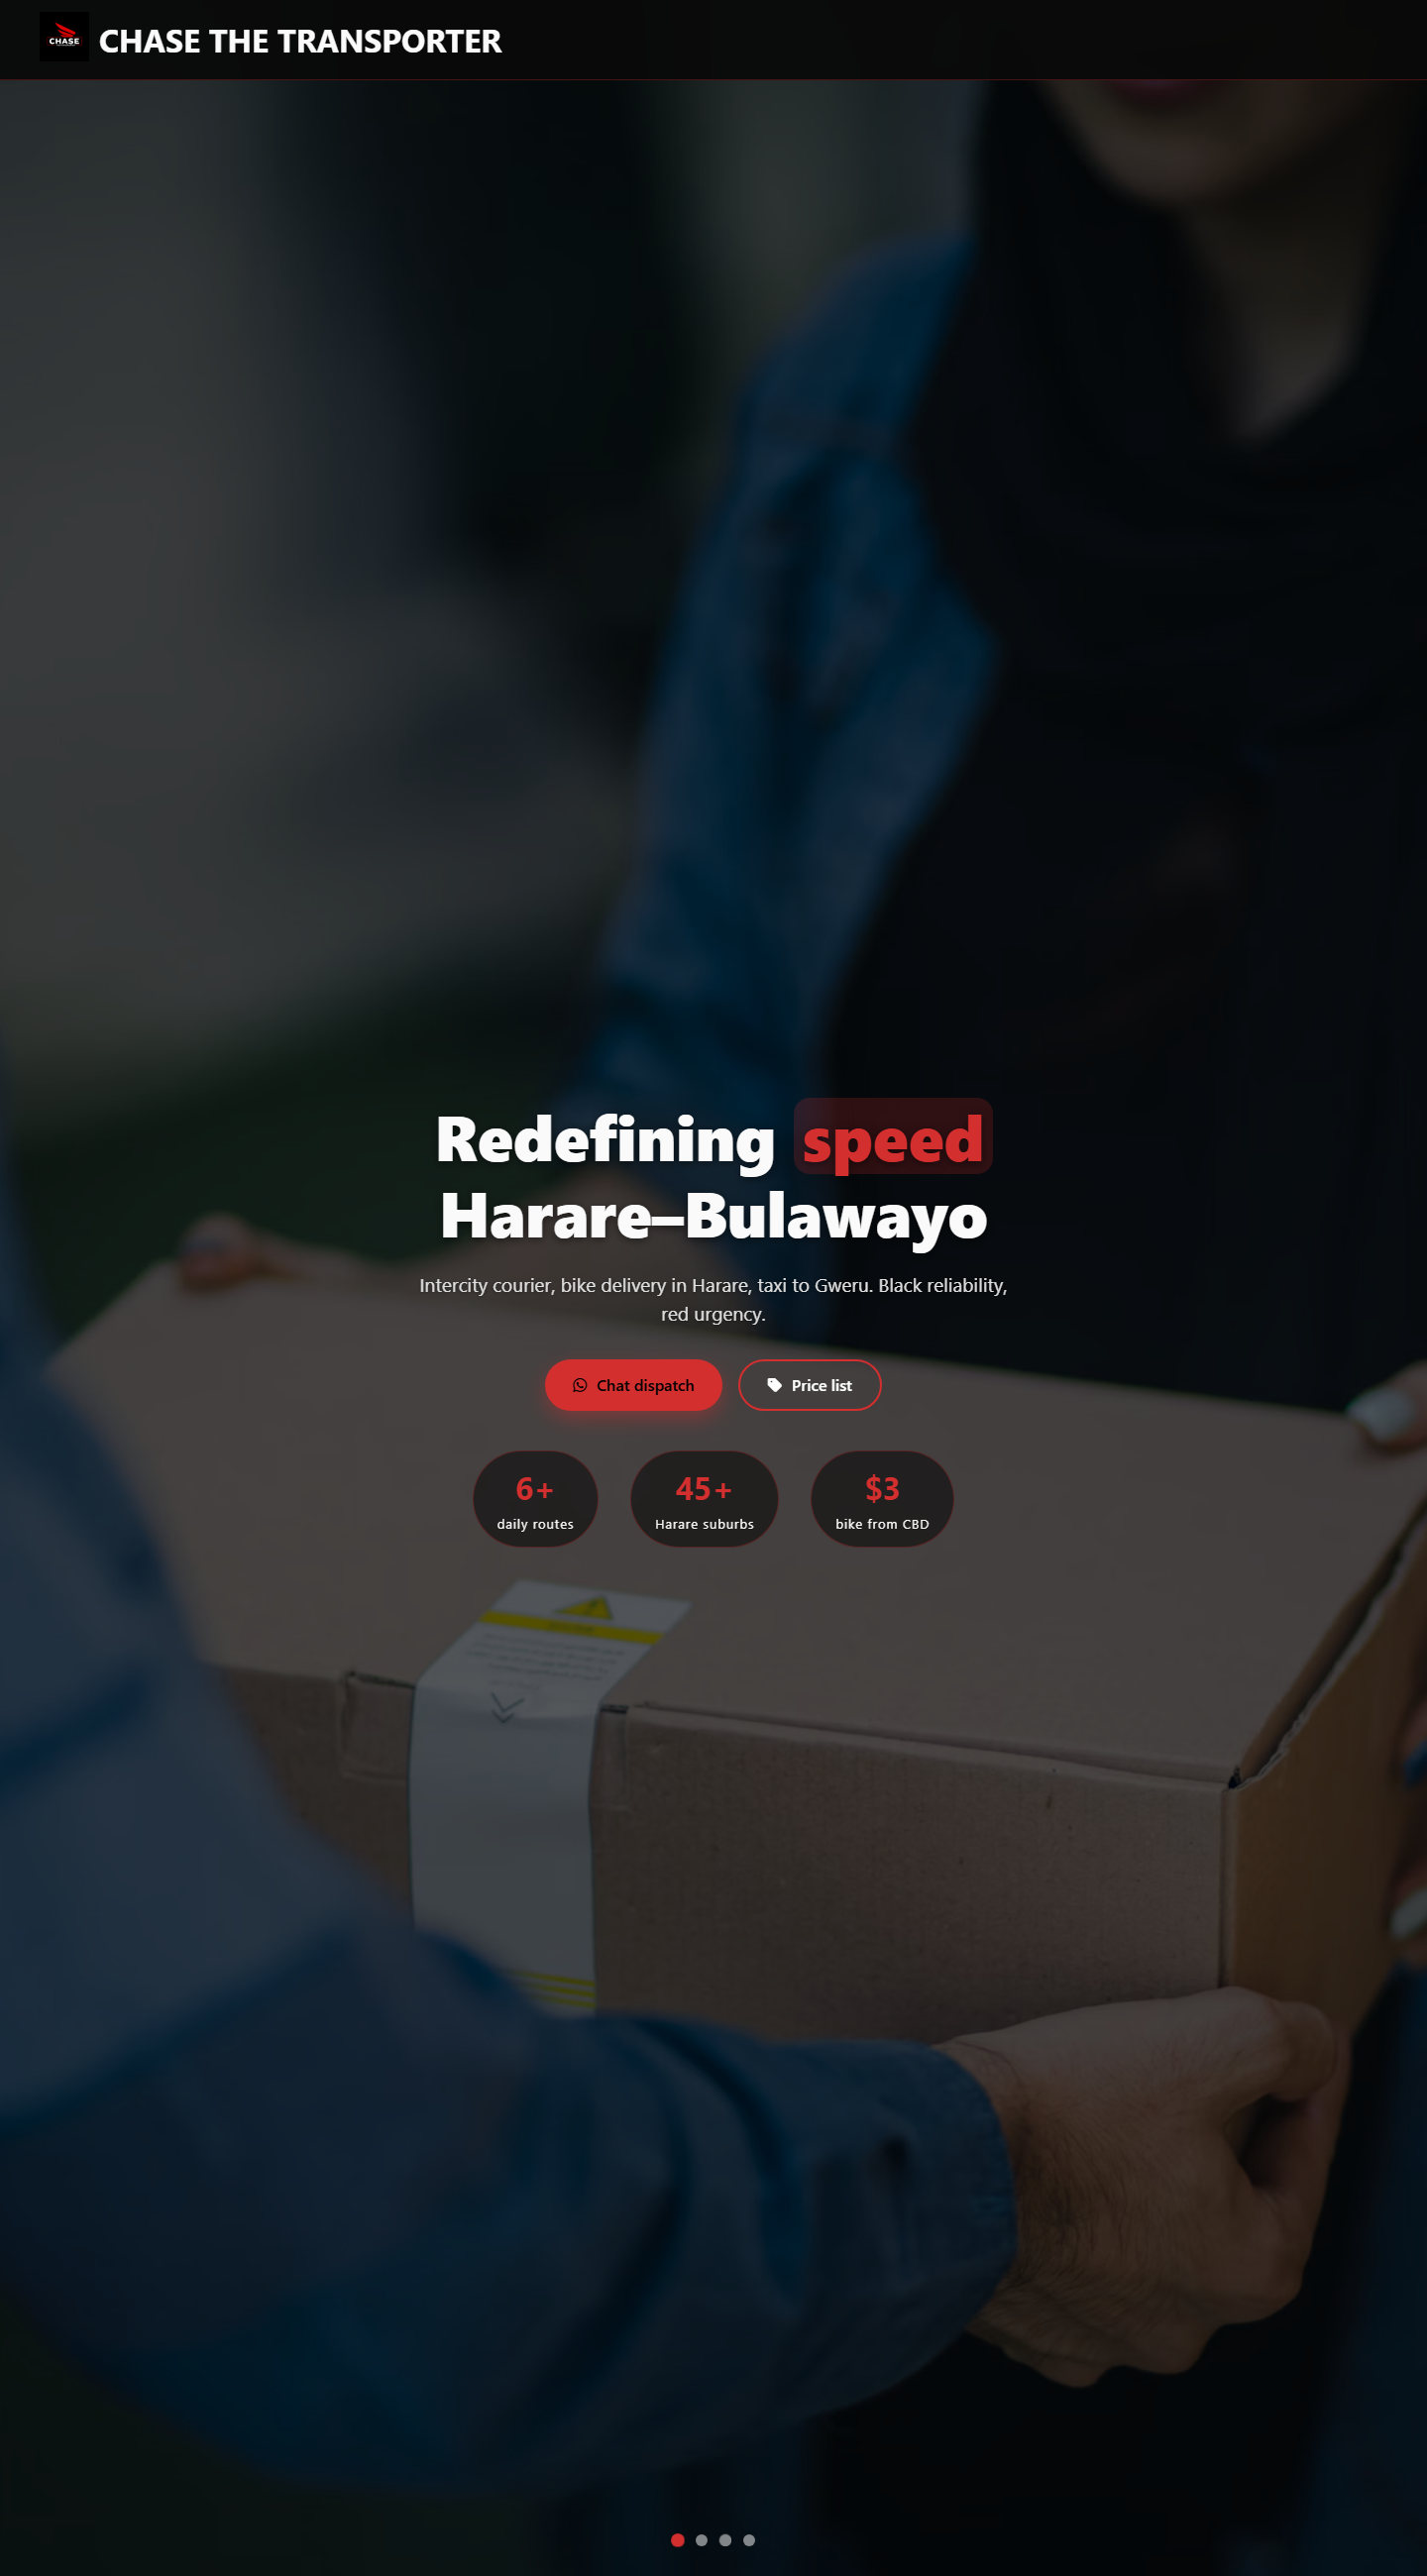 CHASE
CHASE THE TRANSPORTER
Redefining speed
Harare–Bulawayo
Intercity courier, bike delivery in Harare, taxi to Gweru. Black reliability,
red urgency.
Chat dispatch
Price list
6+
daily routes
45+
Harare suburbs
$3
bike from CBD